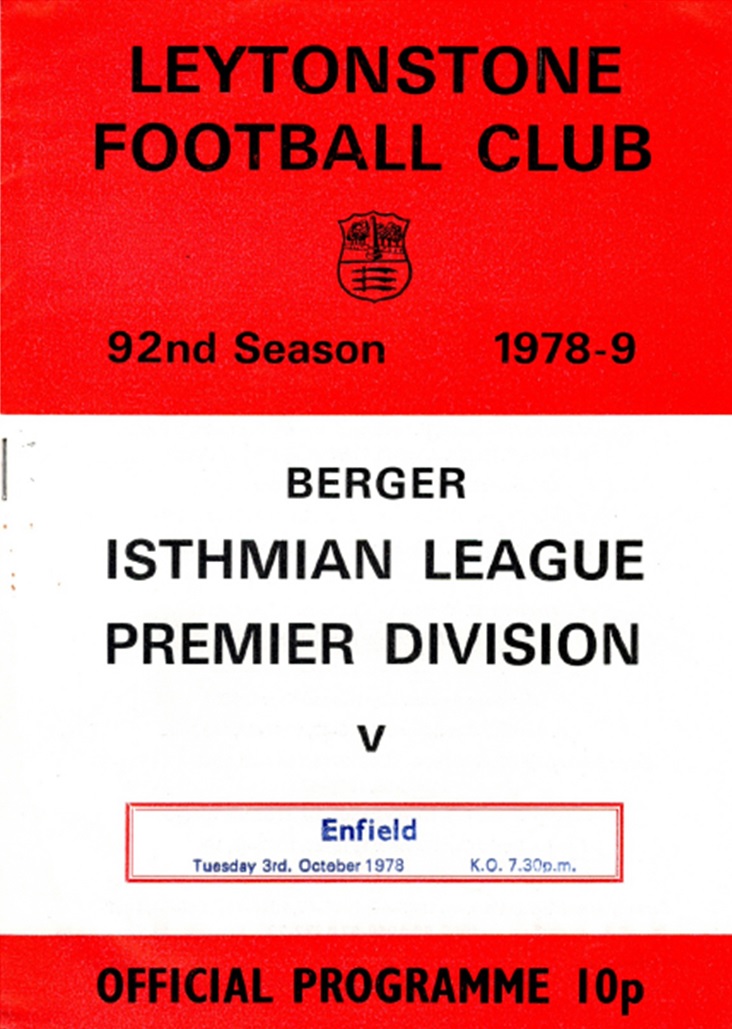 LEYTONSTONE
FOOTBALL CLUB
92nd Season 1978-9
BERGER
ISTHMIAN LEAGUE
PREMIER DIVISION
V
Enfield
Tuesday 3rd. October 1978 K.O. 7.30p.m.
OFFICIAL PROGRAMME 10p